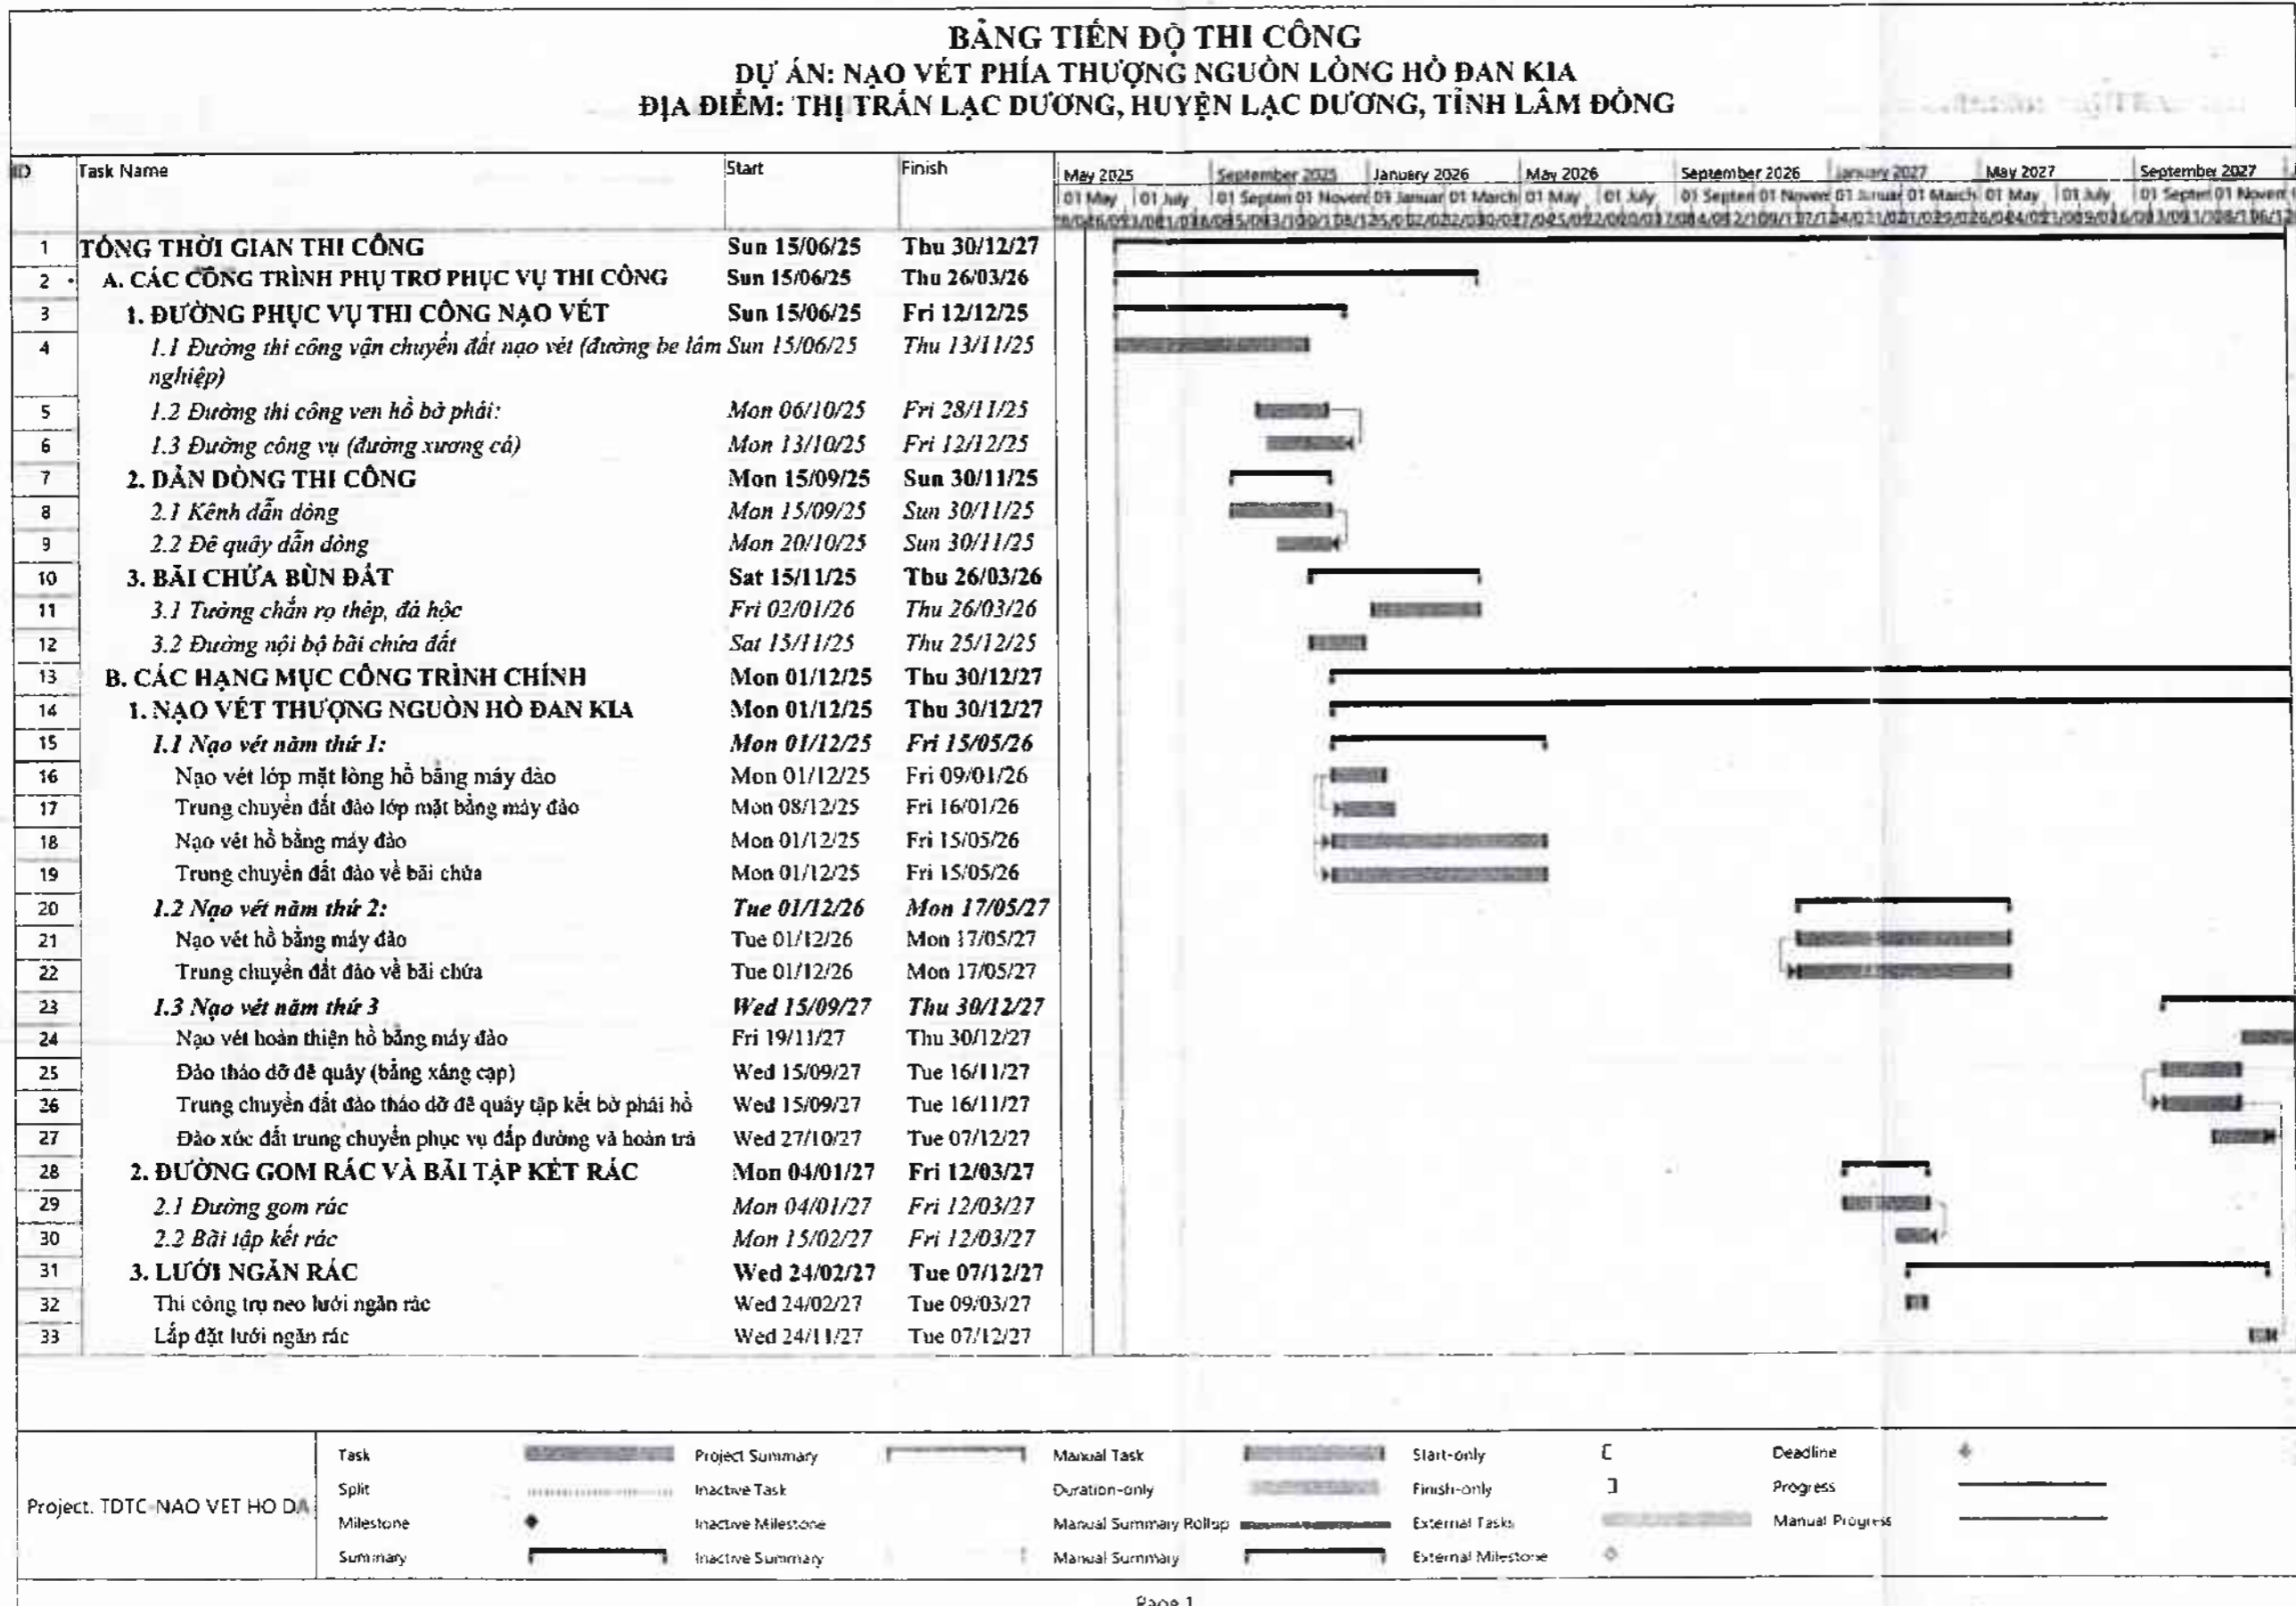 BẢNG TIẾN ĐỘ THI CÔNG
DỰ ÁN: NẠO VÉT PHÍA THƯỢNG NGUỒN LÒNG HỒ ĐAN KIA
ĐỊA ĐIỂM: THỊ TRẤN LẠC DƯƠNG, HUYỆN LẠC DƯƠNG, TỈNH LÂM ĐỒNG
ID Task Name Start Finish
May 2025 September 2025 January 2026 May 2026 September 2026 January 2027 May 2027 September 2027
01 May 01 July 01 Septem 01 Novem 01 Januar 01 March 01 May 01 July 01 Septem 01 Novem 01 Januar 01 March 01 May 01 July 01 Septem 01 Novem
1 TỔNG THỜI GIAN THI CÔNG Sun 15/06/25 Thu 30/12/27
2 A. CÁC CÔNG TRÌNH PHỤ TRỢ PHỤC VỤ THI CÔNG Sun 15/06/25 Thu 26/03/26
3 1. ĐƯỜNG PHỤC VỤ THI CÔNG NẠO VÉT Sun 15/06/25 Fri 12/12/25
4 1.1 Đường thi công vận chuyển đất nạo vét (đường be lâm nghiệp) Sun 15/06/25 Thu 13/11/25
5 1.2 Đường thi công ven hồ bờ phải: Mon 06/10/25 Fri 28/11/25
6 1.3 Đường công vụ (đường xương cá) Mon 13/10/25 Fri 12/12/25
7 2. DẪN DÒNG THI CÔNG Mon 15/09/25 Sun 30/11/25
8 2.1 Kênh dẫn dòng Mon 15/09/25 Sun 30/11/25
9 2.2 Đê quây dẫn dòng Mon 20/10/25 Sun 30/11/25
10 3. BÃI CHỨA BÙN ĐẤT Sat 15/11/25 Thu 26/03/26
11 3.1 Tường chắn rọ thép, đá hộc Fri 02/01/26 Thu 26/03/26
12 3.2 Đường nội bộ bãi chứa đất Sat 15/11/25 Thu 25/12/25
13 B. CÁC HẠNG MỤC CÔNG TRÌNH CHÍNH Mon 01/12/25 Thu 30/12/27
14 1. NẠO VÉT THƯỢNG NGUỒN HỒ ĐAN KIA Mon 01/12/25 Thu 30/12/27
15 1.1 Nạo vét năm thứ 1: Mon 01/12/25 Fri 15/05/26
16 Nạo vét lớp mặt lòng hồ bằng máy đào Mon 01/12/25 Fri 09/01/26
17 Trung chuyển đất đào lớp mặt bằng máy đào Mon 08/12/25 Fri 16/01/26
18 Nạo vét hồ bằng máy đào Mon 01/12/25 Fri 15/05/26
19 Trung chuyển đất đào về bãi chứa Mon 01/12/25 Fri 15/05/26
20 1.2 Nạo vét năm thứ 2: Tue 01/12/26 Mon 17/05/27
21 Nạo vét hồ bằng máy đào Tue 01/12/26 Mon 17/05/27
22 Trung chuyển đất đào về bãi chứa Tue 01/12/26 Mon 17/05/27
23 1.3 Nạo vét năm thứ 3 Wed 15/09/27 Thu 30/12/27
24 Nạo vét hoàn thiện hồ bằng máy đào Fri 19/11/27 Thu 30/12/27
25 Đào tháo dỡ đê quây (bằng xáng cạp) Wed 15/09/27 Tue 16/11/27
26 Trung chuyển đất đào tháo dỡ đê quây tập kết bờ phải hồ Wed 15/09/27 Tue 16/11/27
27 Đào xúc đất trung chuyển phục vụ đắp đường và hoàn trả Wed 27/10/27 Tue 07/12/27
28 2. ĐƯỜNG GOM RÁC VÀ BÃI TẬP KẾT RÁC Mon 04/01/27 Fri 12/03/27
29 2.1 Đường gom rác Mon 04/01/27 Fri 12/03/27
30 2.2 Bãi tập kết rác Mon 15/02/27 Fri 12/03/27
31 3. LƯỚI NGĂN RÁC Wed 24/02/27 Tue 07/12/27
32 Thi công trụ neo lưới ngăn rác Wed 24/02/27 Tue 09/03/27
33 Lắp đặt lưới ngăn rác Wed 24/11/27 Tue 07/12/27
Project. TDTC-NAO VET HO DA
Task Project Summary Manual Task Start-only Deadline
Split Inactive Task Duration-only Finish-only Progress
Milestone Inactive Milestone Manual Summary Rollup External Tasks Manual Progress
Summary Inactive Summary Manual Summary External Milestone
Page 1